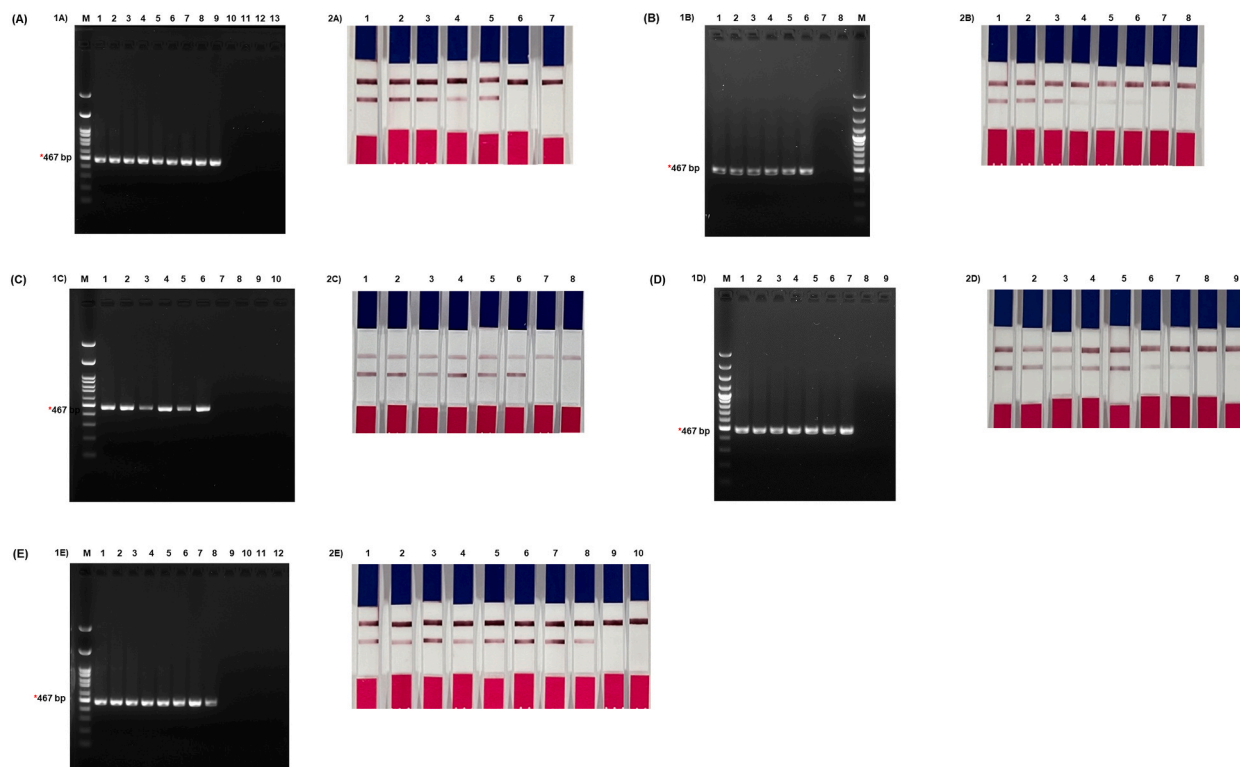 (A) 1A) M 1 2 3 4 5 6 7 8 9 10 11 12 13
*467 bp
2A) 1 2 3 4 5 6 7
(B) 1B) 1 2 3 4 5 6 7 8 M
*467 bp
2B) 1 2 3 4 5 6 7 8
(C) 1C) M 1 2 3 4 5 6 7 8 9 10
*467 bp
2C) 1 2 3 4 5 6 7 8
(D) 1D) M 1 2 3 4 5 6 7 8 9
*467 bp
2D) 1 2 3 4 5 6 7 8 9
(E) 1E) M 1 2 3 4 5 6 7 8 9 10 11 12
*467 bp
2E) 1 2 3 4 5 6 7 8 9 10